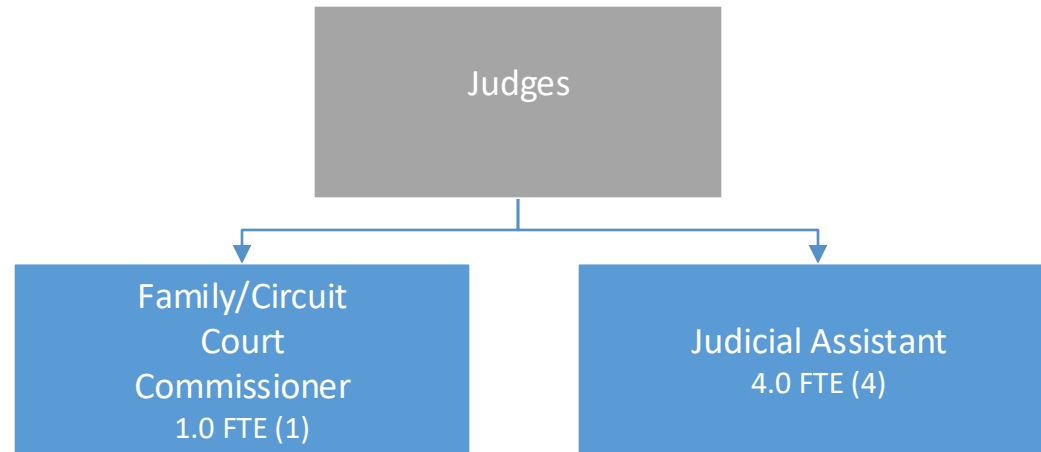 Judges
Family/Circuit
Court
Commissioner
1.0 FTE (1)
Judicial Assistant
4.0 FTE (4)